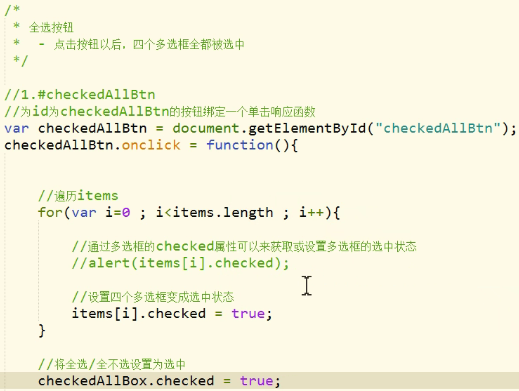 /*
 * 全选按钮
 * - 点击按钮以后,四个多选框全都被选中
 */
//1.#checkedAllBtn
//为id为checkedAllBtn的按钮绑定一个单击响应函数
var checkedAllBtn = document.getElementById("checkedAllBtn");
checkedAllBtn.onclick = function(){
//遍历items
for(var i=0 ; i<items.length ; i++){
//通过多选框的checked属性可以来获取或设置多选框的选中状态
//alert(items[i].checked);
//设置四个多选框变成选中状态
items[i].checked = true;
}
//将全选/全不选设置为选中
checkedAllBox.checked = true;